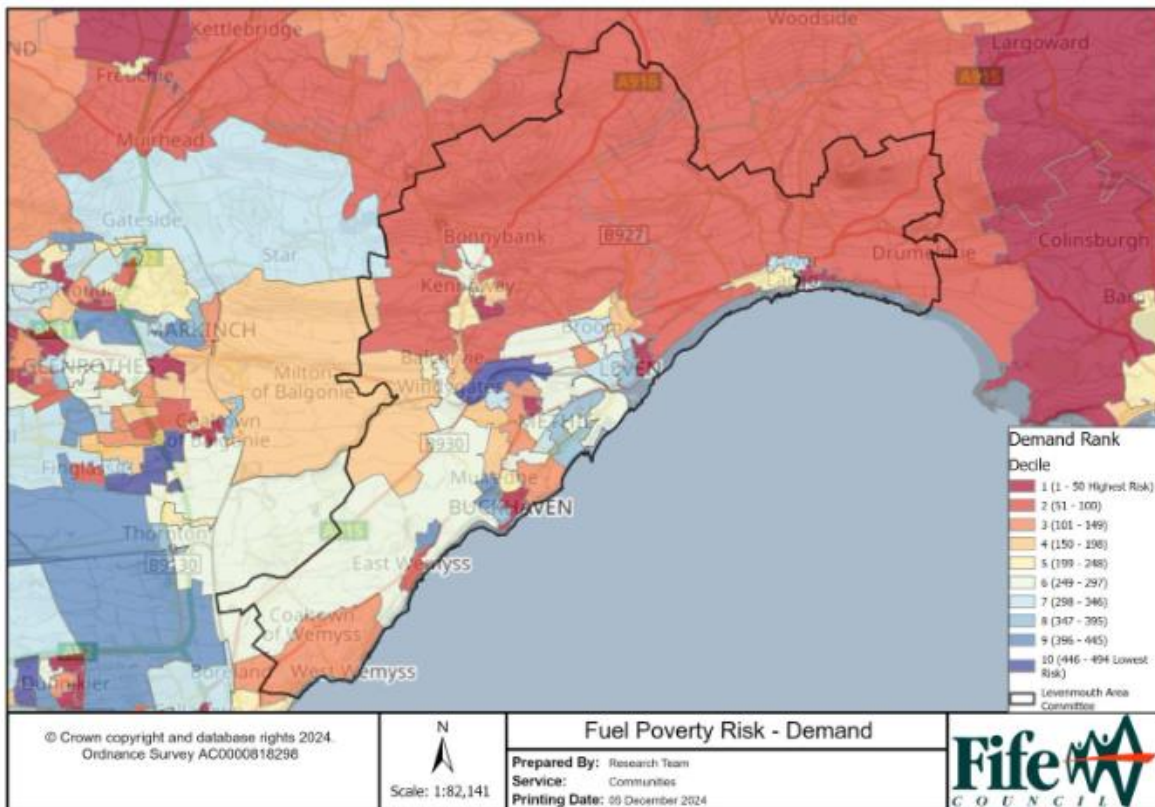 Kettlebridge
Woodside
Largoward
Freuchie
A916
A915
Muirhead
Gateside
Star
Bonnybank
B927
Colinsburgh
Kennoway
MARKINCH
Broom
GLENROTHES
Milton
of Balgonie
Windygates
LEVEN
Coaltown
of Balgonie
B930
BUCKHAVEN
Thornton
B9130
East Wemyss
Coaltown
of Wemyss
Boreland
West Wemyss
Dunnikier
Demand Rank
Decile
1 (1 - 50 Highest Risk)
2 (51 - 100)
3 (101 - 149)
4 (150 - 198)
5 (199 - 248)
6 (249 - 297)
7 (298 - 346)
8 (347 - 395)
9 (396 - 445)
10 (446 - 494 Lowest
Risk)
Levenmouth Area
Committee
© Crown copyright and database rights 2024.
Ordnance Survey AC0000818298
N
Scale: 1:82,141
Fuel Poverty Risk - Demand
Prepared By: Research Team
Service: Communities
Printing Date: 05 December 2024
Fife
COUNCIL